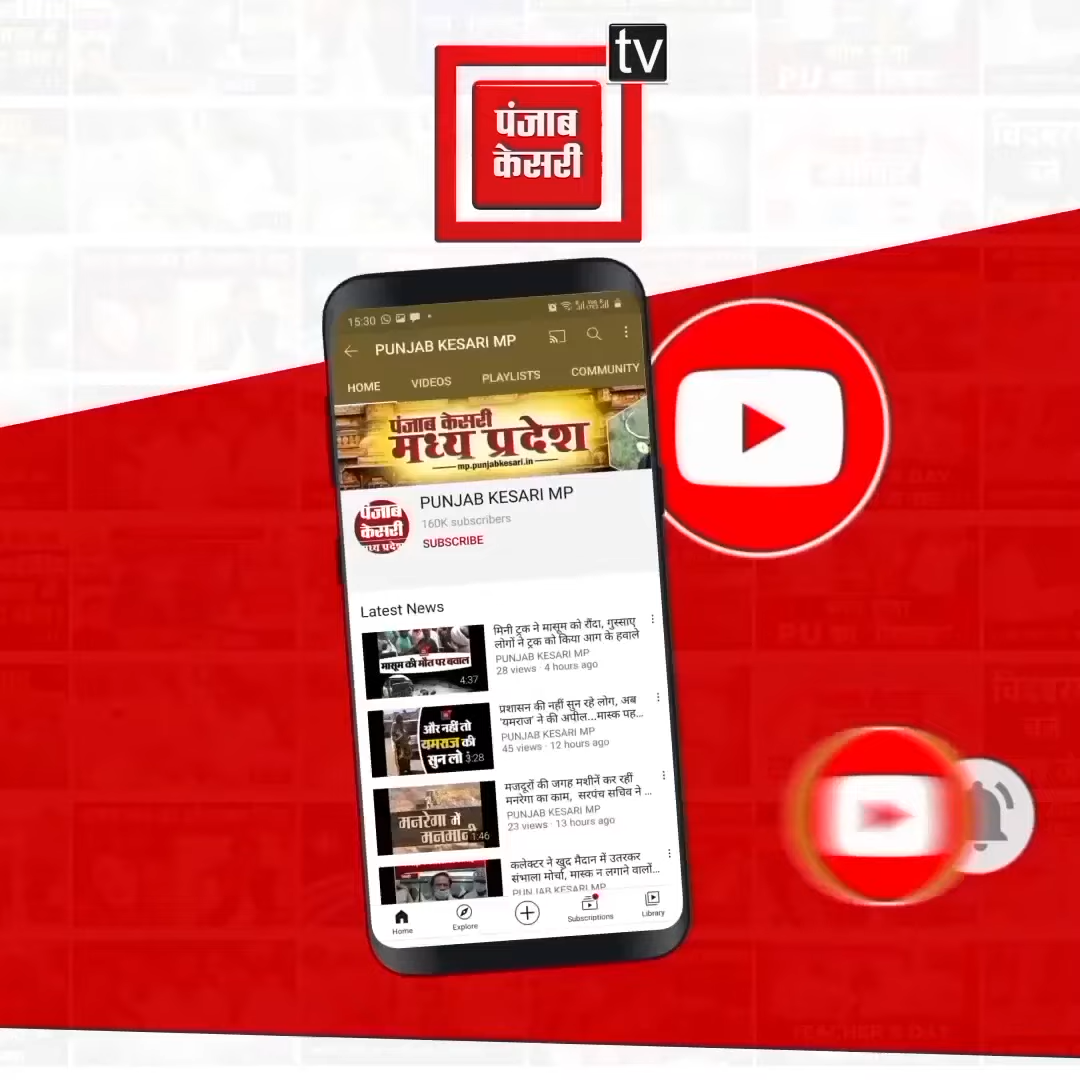 tv
पंजाब
केसरी
15:30
PUNJAB KESARI MP
HOME VIDEOS PLAYLISTS COMMUNITY
पंजाब केसरी
मध्य प्रदेश
mp.punjabkesari.in
पंजाब
केसरी
मध्य प्रदेश
PUNJAB KESARI MP
160K subscribers
SUBSCRIBE
Latest News
मासूम की मौत पर बवाल
4:37
मिनी ट्रक ने मासूम को रौंदा, गुस्साए
लोगों ने ट्रक को किया आग के हवाले
PUNJAB KESARI MP
28 views · 4 hours ago
और नहीं तो
यमराज की
सुन लो
3:28
प्रशासन की नहीं सुन रहे लोग, अब
'यमराज' ने की अपील...मास्क पह...
PUNJAB KESARI MP
45 views · 12 hours ago
मनरेगा में
मनमानी
1:46
मजदूरों की जगह मशीनें कर रहीं
मनरेगा का काम, सरपंच सचिव ने ...
PUNJAB KESARI MP
23 views · 13 hours ago
कलेक्टर ने खुद मैदान में उतरकर
संभाला मोर्चा, मास्क न लगाने वालों...
PUNJAB KESARI MP
Home Explore Subscriptions Library